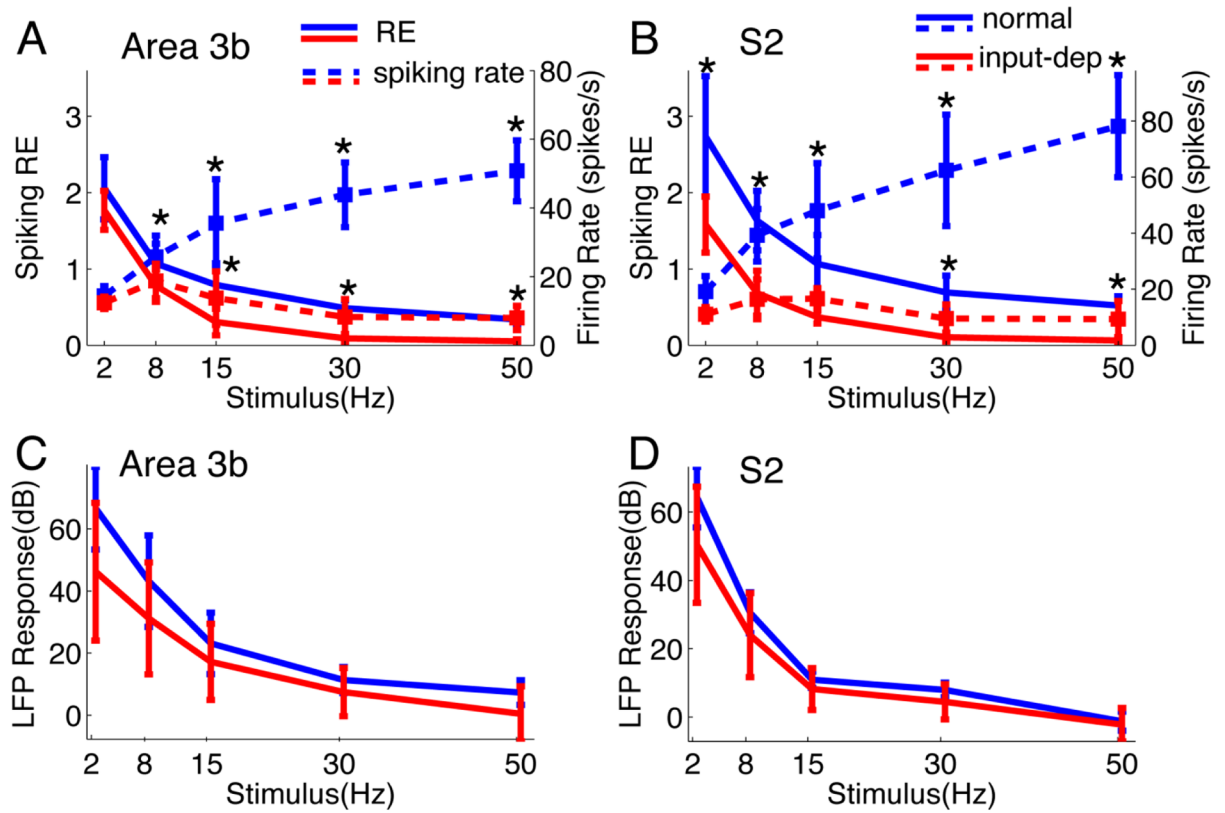 A
Area 3b
RE
spiking rate
B
S2
normal
input-dep
Spiking RE
3
2
1
0
*
*
*
*
*
*
*
80
60
40
20
0
Firing Rate (spikes/s)
2 8 15 30 50
Stimulus(Hz)
Spiking RE
3
2
1
0
*
*
*
*
*
*
*
80
60
40
20
0
Firing Rate (spikes/s)
2 8 15 30 50
Stimulus(Hz)
C
Area 3b
LFP Response(dB)
60
40
20
0
2 8 15 30 50
Stimulus(Hz)
D
S2
LFP Response(dB)
60
40
20
0
2 8 15 30 50
Stimulus(Hz)